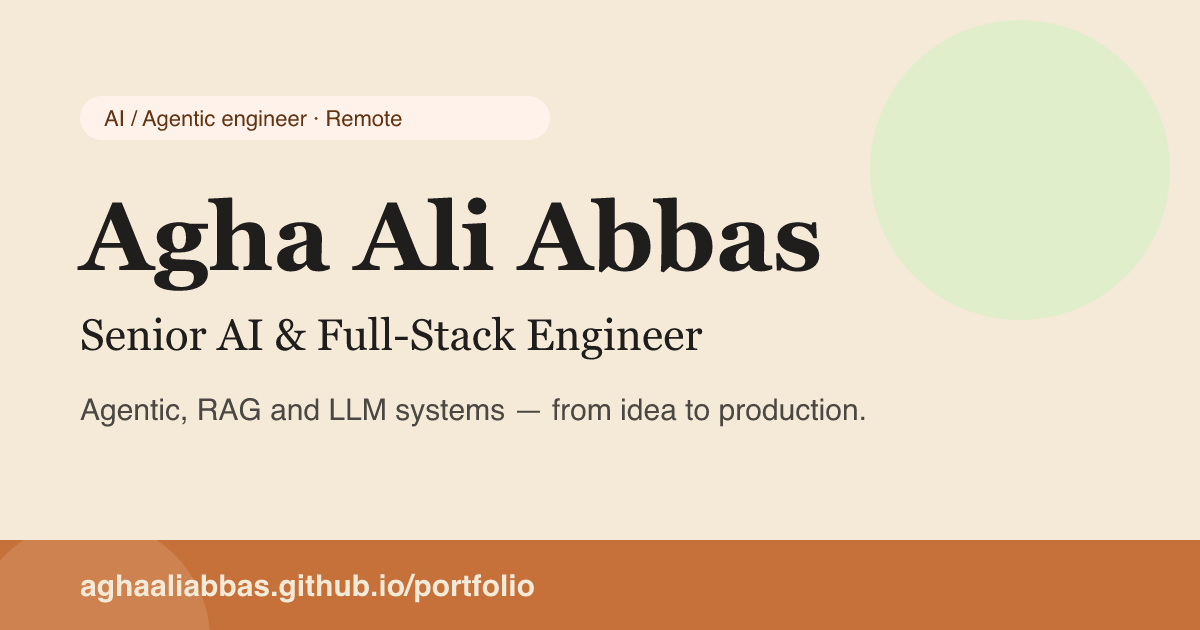 AI / Agentic engineer · Remote
Agha Ali Abbas
Senior AI & Full-Stack Engineer
Agentic, RAG and LLM systems — from idea to production.
aghaaliabbas.github.io/portfolio